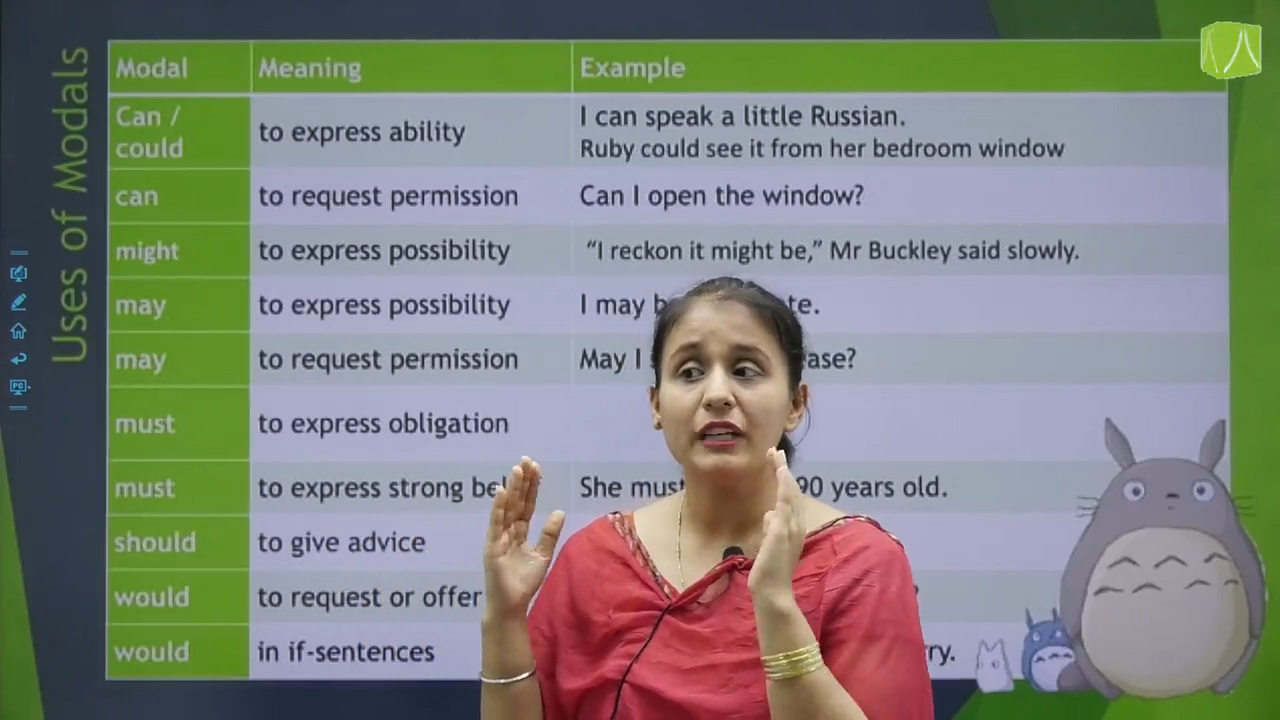 Uses of Modals
Modal Meaning Example
Can /
could
to express ability
I can speak a little Russian.
Ruby could see it from her bedroom window
can to request permission Can I open the window?
might to express possibility “I reckon it might be,” Mr Buckley said slowly.
may to express possibility I may
may to request permission May I
must to express obligation
must to express strong She must 90 years old.
should to give advice
would to request or offer
would in if-sentences
PC